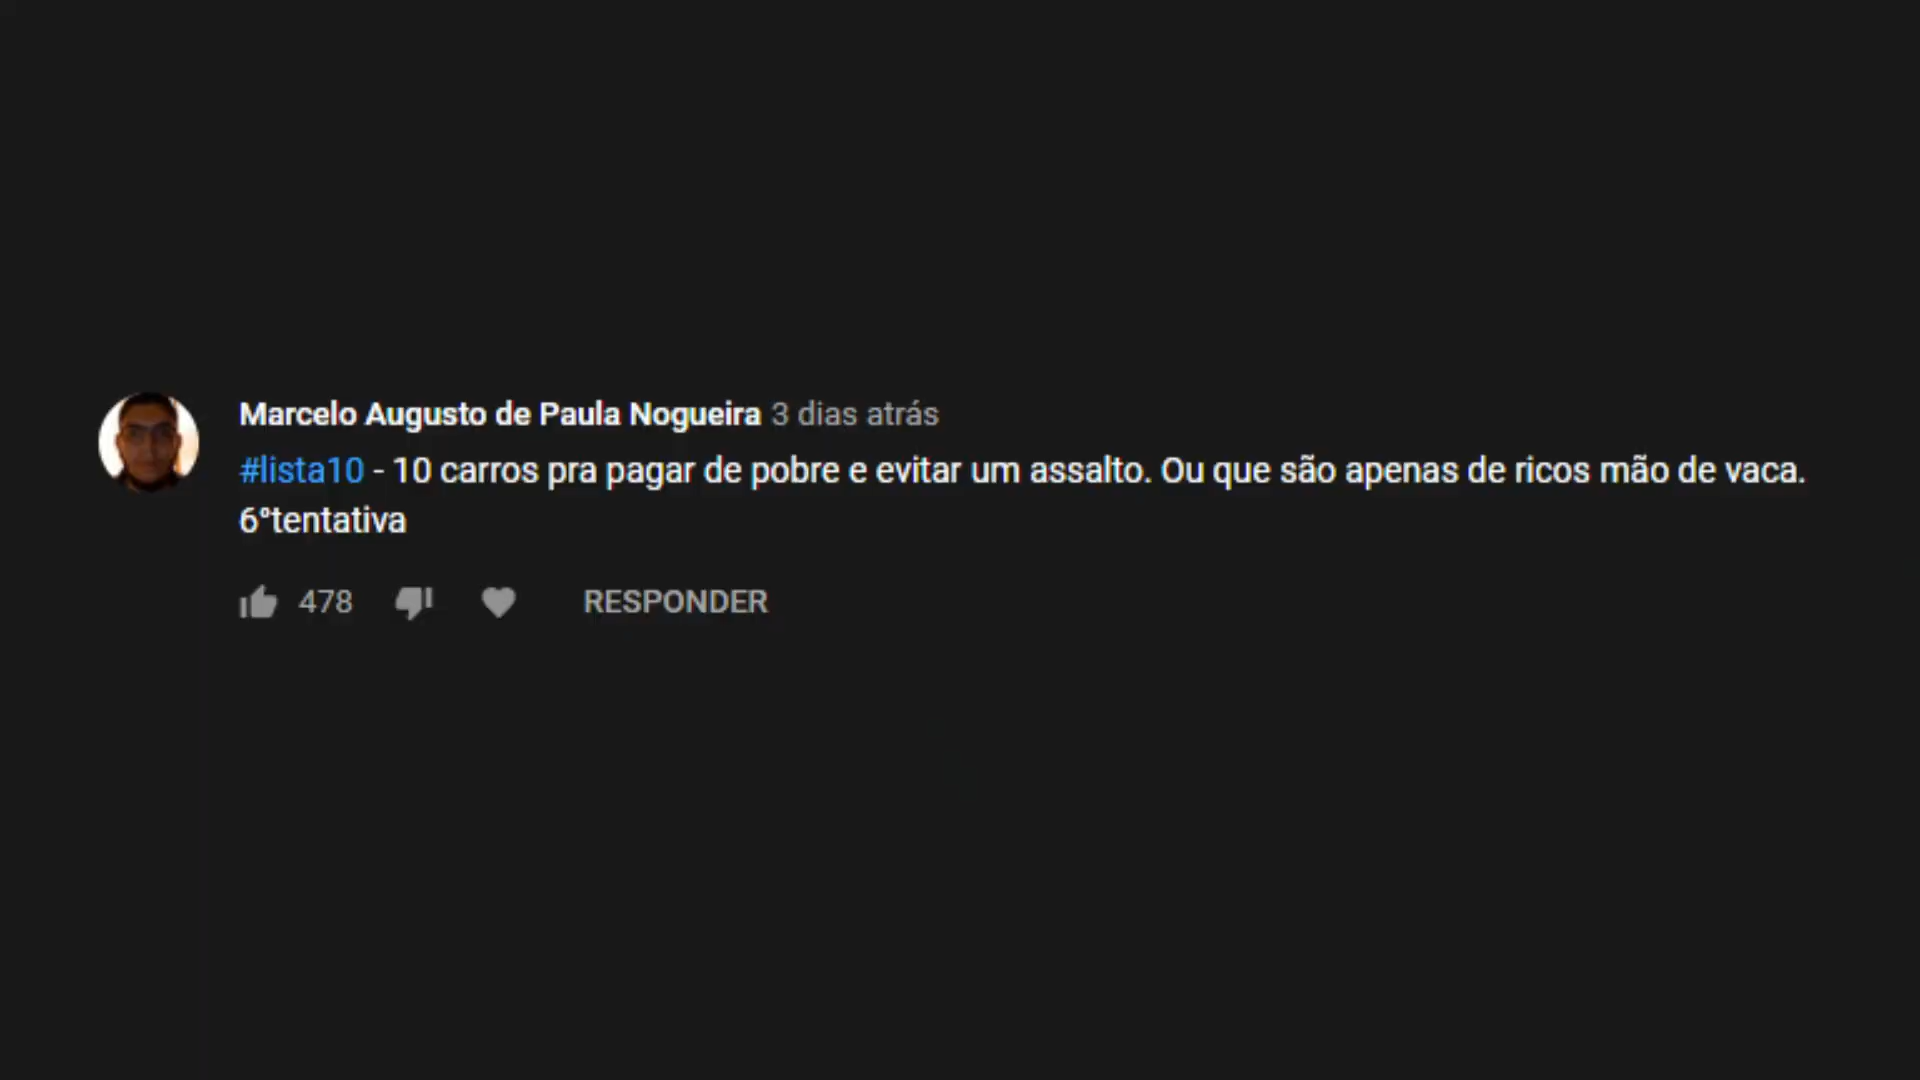 Marcelo Augusto de Paula Nogueira 3 dias atrás
#lista10 - 10 carros pra pagar de pobre e evitar um assalto. Ou que são apenas de ricos mão de vaca.
6°tentativa
478 RESPONDER